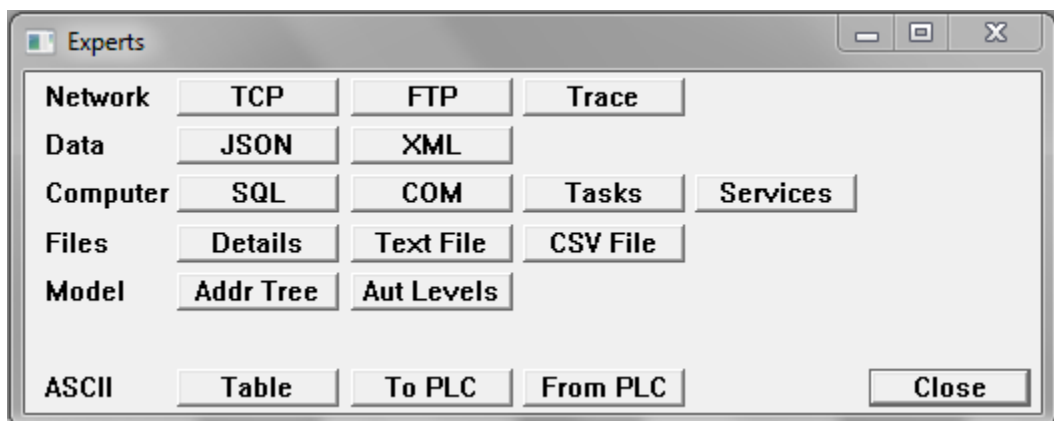 Experts
Network TCP FTP Trace
Data JSON XML
Computer SQL COM Tasks Services
Files Details Text File CSV File
Model Addr Tree Aut Levels
ASCII Table To PLC From PLC Close